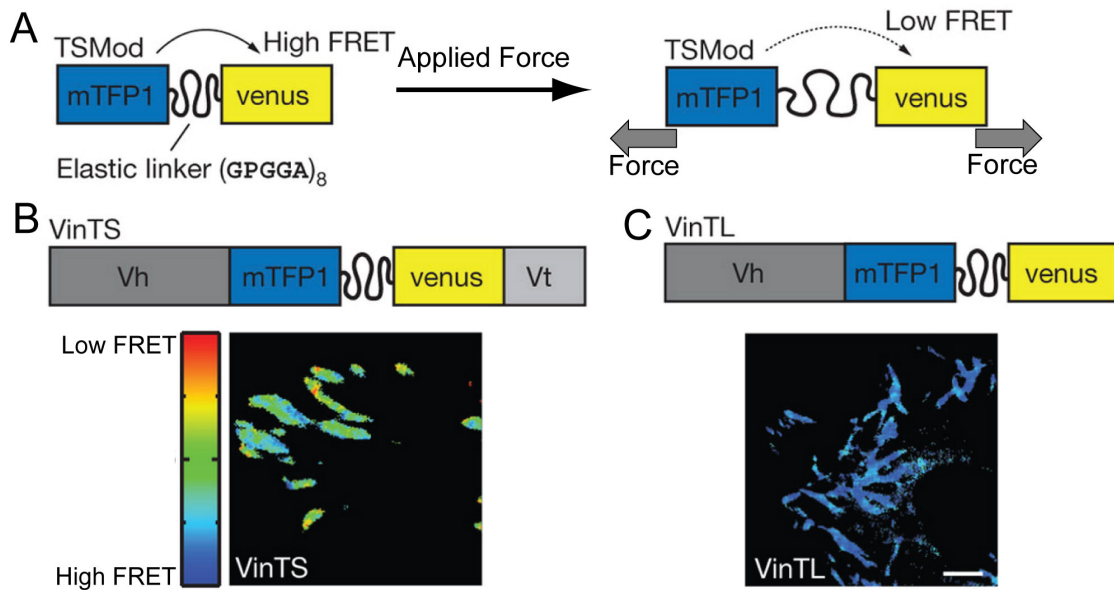 A
TSMod
High FRET
mTFP1
venus
Elastic linker (GPGGA)8
Applied Force
TSMod
Low FRET
mTFP1
venus
Force
Force
B
VinTS
Vh
mTFP1
venus
Vt
Low FRET
High FRET
VinTS
C
VinTL
Vh
mTFP1
venus
VinTL